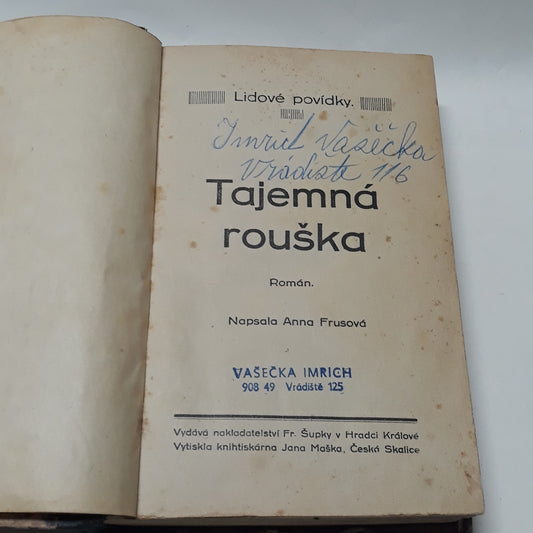 Lidové povídky.
Imrich Vašečka
Vrádište 116
Tajemná
rouška
Román.
Napsala Anna Frusová
VAŠEČKA IMRICH
908 49 Vrádiště 125
Vydává nakladatelství Fr. Šupky v Hradci Králové
Vytiskla knihtiskárna Jana Maška, Česká Skalice